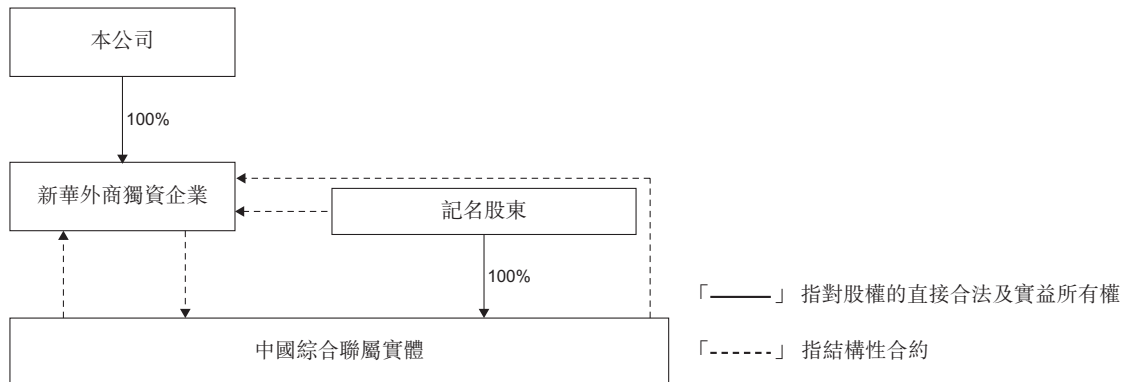 本公司
100%
新華外商獨資企業
記名股東
100%
「———」 指對股權的直接合法及實益所有權
中國綜合聯屬實體
「------」 指結構性合約